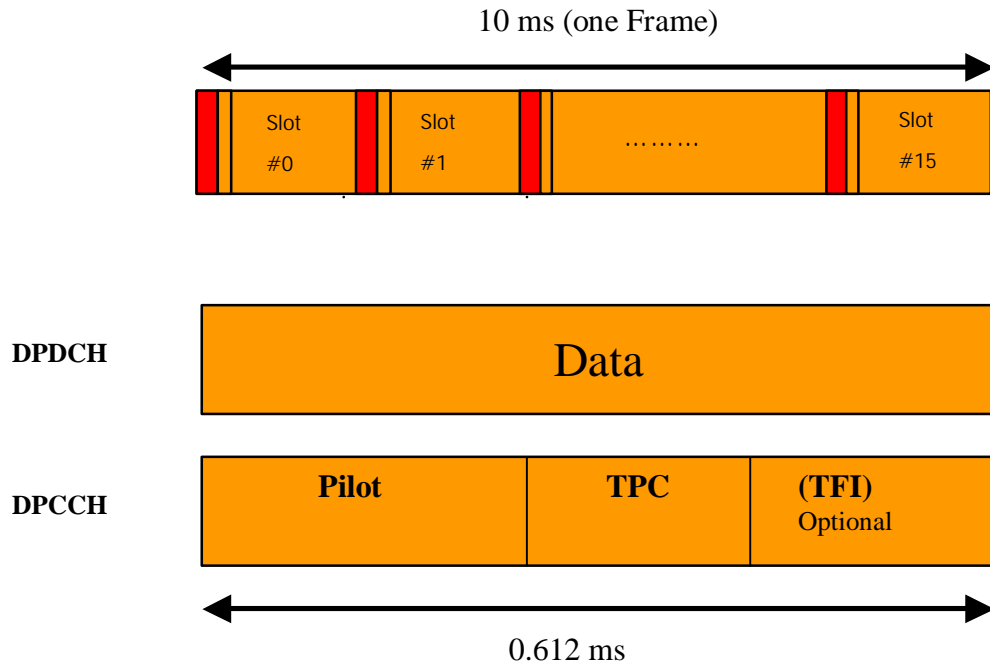 10 ms (one Frame)
Slot
#0
Slot
#1
………
Slot
#15
DPDCH
Data
DPCCH
Pilot
TPC
(TFI)
Optional
0.612 ms